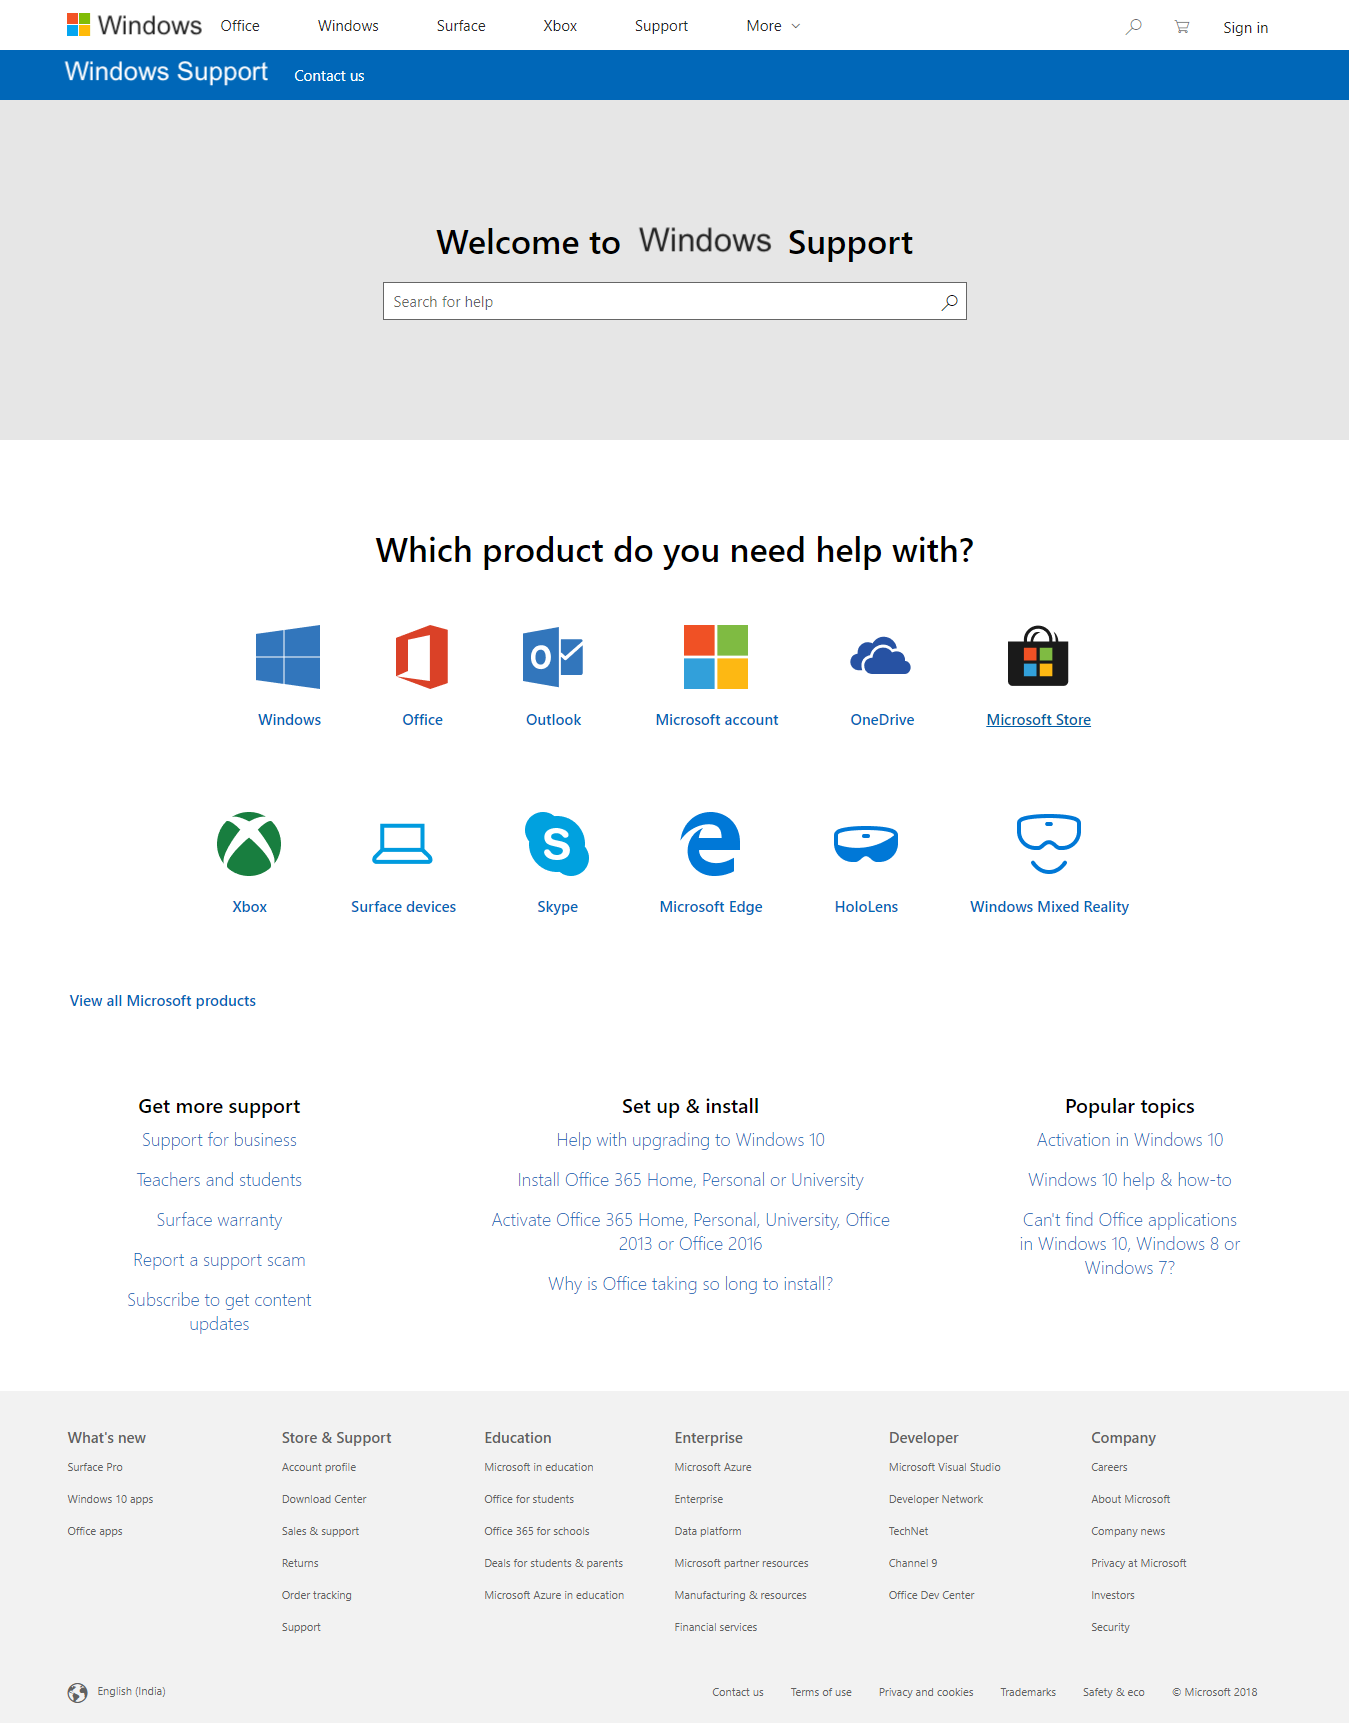 Windows Office Windows Surface Xbox Support More Sign in
Windows Support Contact us
Welcome to Windows Support
Search for help
Which product do you need help with?
Windows Office Outlook Microsoft account OneDrive Microsoft Store
Xbox Surface devices Skype Microsoft Edge HoloLens Windows Mixed Reality
View all Microsoft products
Get more support
Support for business
Teachers and students
Surface warranty
Report a support scam
Subscribe to get content
updates
Set up & install
Help with upgrading to Windows 10
Install Office 365 Home, Personal or University
Activate Office 365 Home, Personal, University, Office
2013 or Office 2016
Why is Office taking so long to install?
Popular topics
Activation in Windows 10
Windows 10 help & how-to
Can't find Office applications
in Windows 10, Windows 8 or
Windows 7?
What's new
Surface Pro
Windows 10 apps
Office apps
Store & Support
Account profile
Download Center
Sales & support
Returns
Order tracking
Support
Education
Microsoft in education
Office for students
Office 365 for schools
Deals for students & parents
Microsoft Azure in education
Enterprise
Microsoft Azure
Enterprise
Data platform
Microsoft partner resources
Manufacturing & resources
Financial services
Developer
Microsoft Visual Studio
Developer Network
TechNet
Channel 9
Office Dev Center
Company
Careers
About Microsoft
Company news
Privacy at Microsoft
Investors
Security
English (India)
Contact us Terms of use Privacy and cookies Trademarks Safety & eco © Microsoft 2018